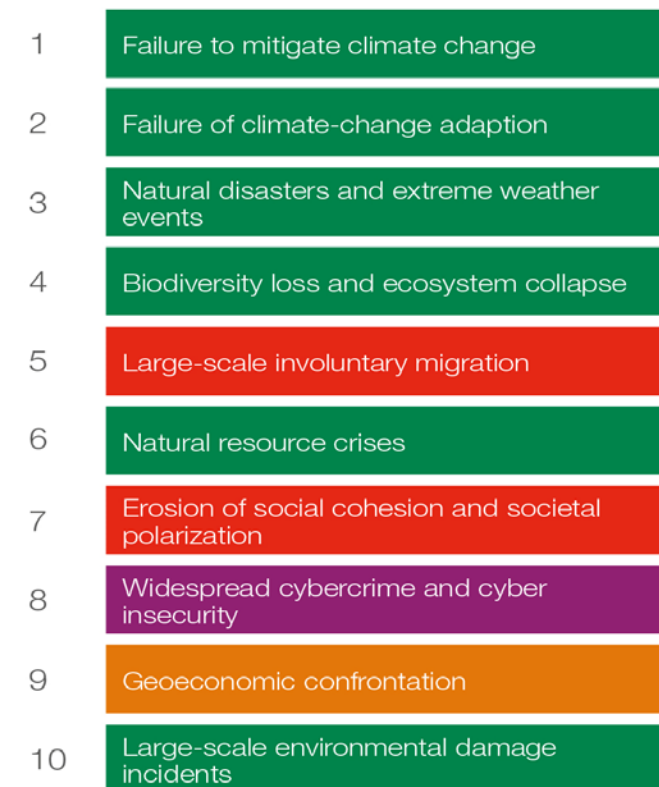 1
Failure to mitigate climate change
2
Failure of climate-change adaption
3
Natural disasters and extreme weather
events
4
Biodiversity loss and ecosystem collapse
5
Large-scale involuntary migration
6
Natural resource crises
7
Erosion of social cohesion and societal
polarization
8
Widespread cybercrime and cyber
insecurity
9
Geoeconomic confrontation
10
Large-scale environmental damage
incidents